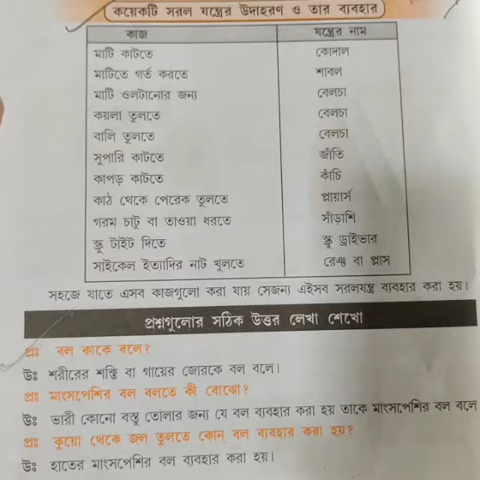 কয়েকটি সরল যন্ত্রের উদাহরণ ও তার ব্যবহার
কাজ যন্ত্রের নাম
মাটি কাটতে কোদাল
মাটিতে গর্ত করতে শাবল
মাটি ওলটানোর জন্য বেলচা
কয়লা তুলতে বেলচা
বালি তুলতে বেলচা
সুপারি কাটতে জাঁতি
কাপড় কাটতে কাঁচি
কাঠ থেকে পেরেক তুলতে প্লায়ার্স
গরম চাটু বা তাওয়া ধরতে সাঁড়াশি
স্ক্রু টাইট দিতে স্ক্রু ড্রাইভার
সাইকেল ইত্যাদির নাট খুলতে রেঞ্চ বা প্লাস
সহজে যাতে এসব কাজগুলো করা যায় সেজন্য এইসব সরলযন্ত্র ব্যবহার করা হয়।
প্রশ্নগুলোর সঠিক উত্তর লেখা শেখো
প্রঃ বল কাকে বলে?
উঃ শরীরের শক্তি বা গায়ের জোরকে বল বলে।
প্রঃ মাংসপেশির বল বলতে কী বোঝো?
উঃ ভারী কোনো বস্তু তোলার জন্য যে বল ব্যবহার করা হয় তাকে মাংসপেশির বল বলে
প্রঃ কুয়ো থেকে জল তুলতে কোন্ বল ব্যবহার করা হয়?
উঃ হাতের মাংসপেশির বল ব্যবহার করা হয়।